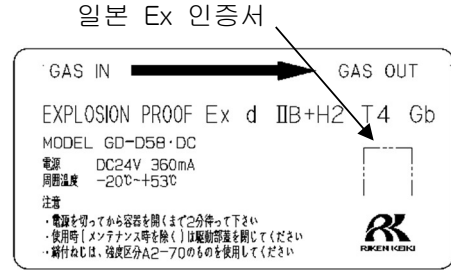 일본 Ex 인증서
GAS IN GAS OUT
EXPLOSION PROOF Ex d ⅡB+H2 T4 Gb
MODEL GD-D58・DC
電源 DC24V 360mA
周囲温度 -20℃~+53℃
注意
・電源を切ってから容器を開くまで2分待って下さい
・使用時(メンテナンス時を除く)は駆動部蓋を閉じてください
・締付ねじは、強度区分A2-70のものを使用してください
RIKEN KEIKI